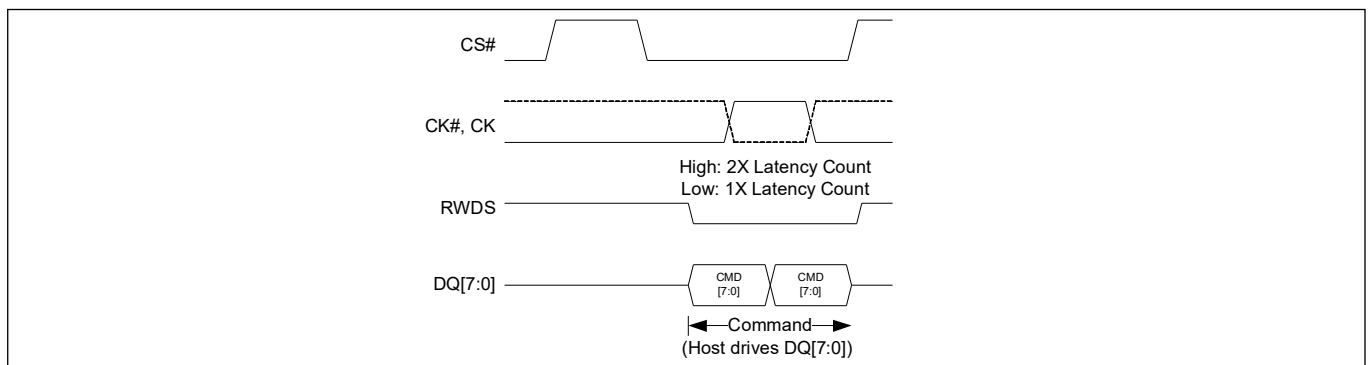 CS#
CK#, CK
High: 2X Latency Count
Low: 1X Latency Count
RWDS
DQ[7:0]
CMD
[7:0]
CMD
[7:0]
Command
(Host drives DQ[7:0])